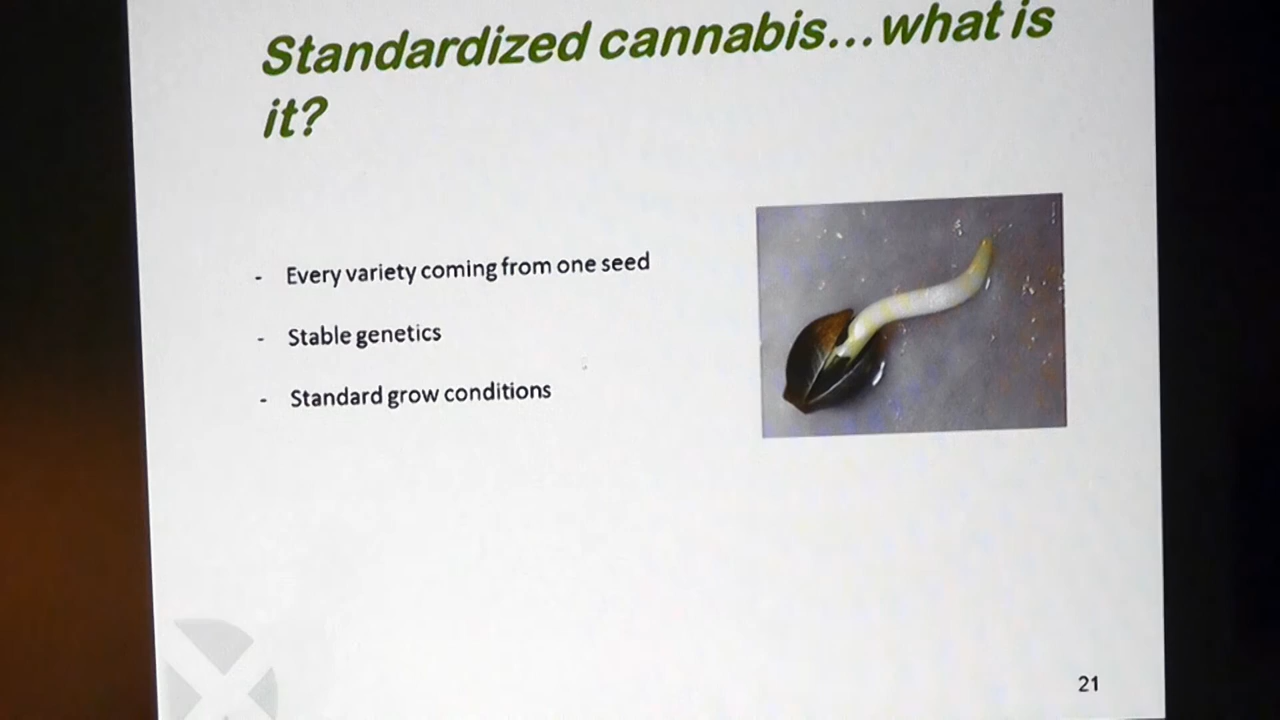 Standardized cannabis...what is
it?
- Every variety coming from one seed
- Stable genetics
- Standard grow conditions
21